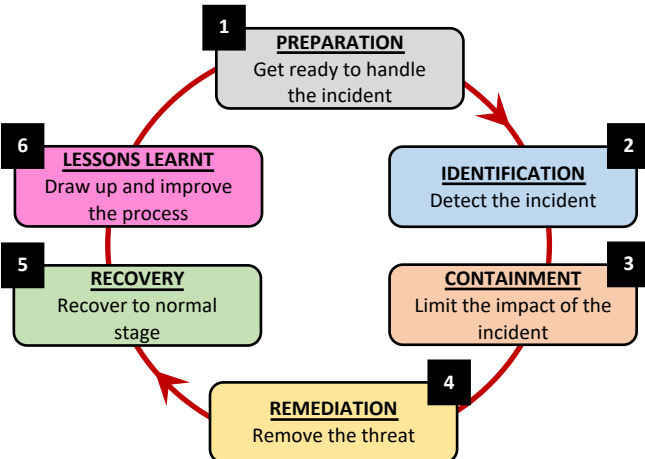 1
PREPARATION
Get ready to handle
the incident
2
IDENTIFICATION
Detect the incident
3
CONTAINMENT
Limit the impact of the
incident
4
REMEDIATION
Remove the threat
5
RECOVERY
Recover to normal
stage
6
LESSONS LEARNT
Draw up and improve
the process